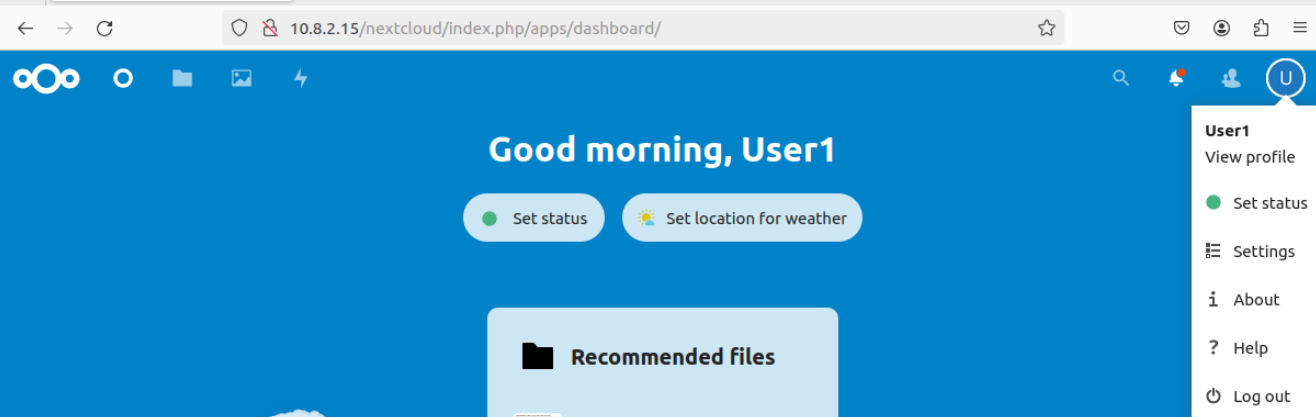 10.8.2.15/nextcloud/index.php/apps/dashboard/
U
Good morning, User1
Set status
Set location for weather
Recommended files
User1
View profile
Set status
Settings
About
Help
Log out